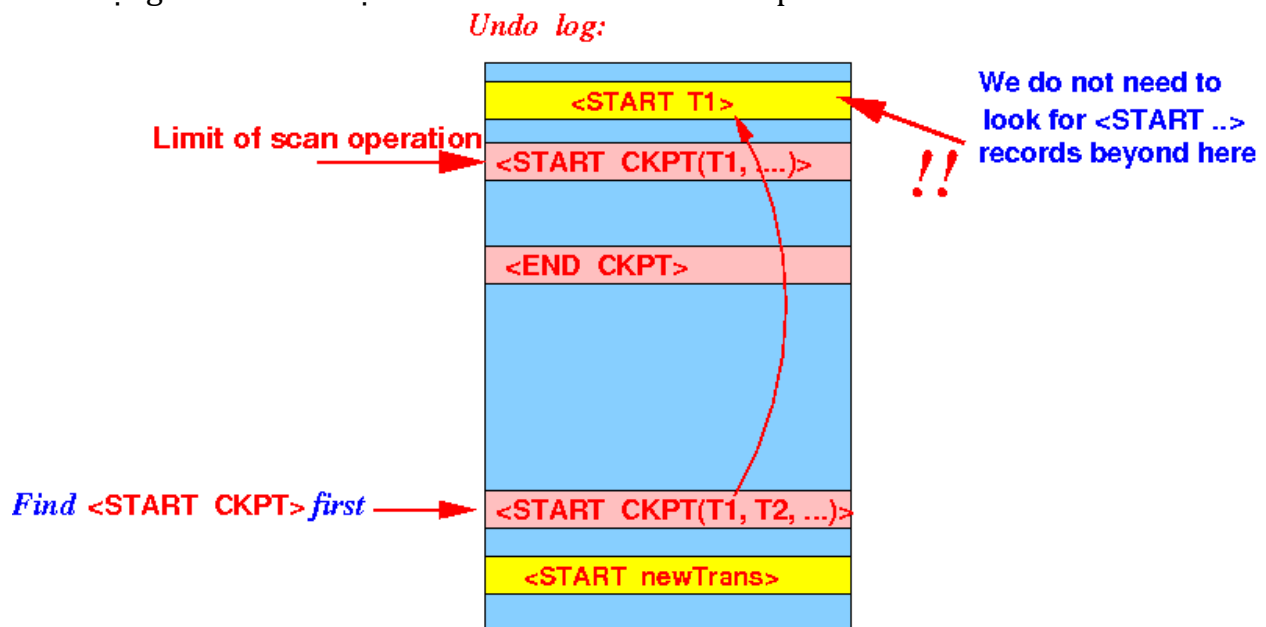 Undo log:
<START T1>
We do not need to
look for <START ..>
records beyond here
!!
Limit of scan operation
<START CKPT(T1, ....)>
<END CKPT>
Find <START CKPT> first
<START CKPT(T1, T2, ...)>
<START newTrans>